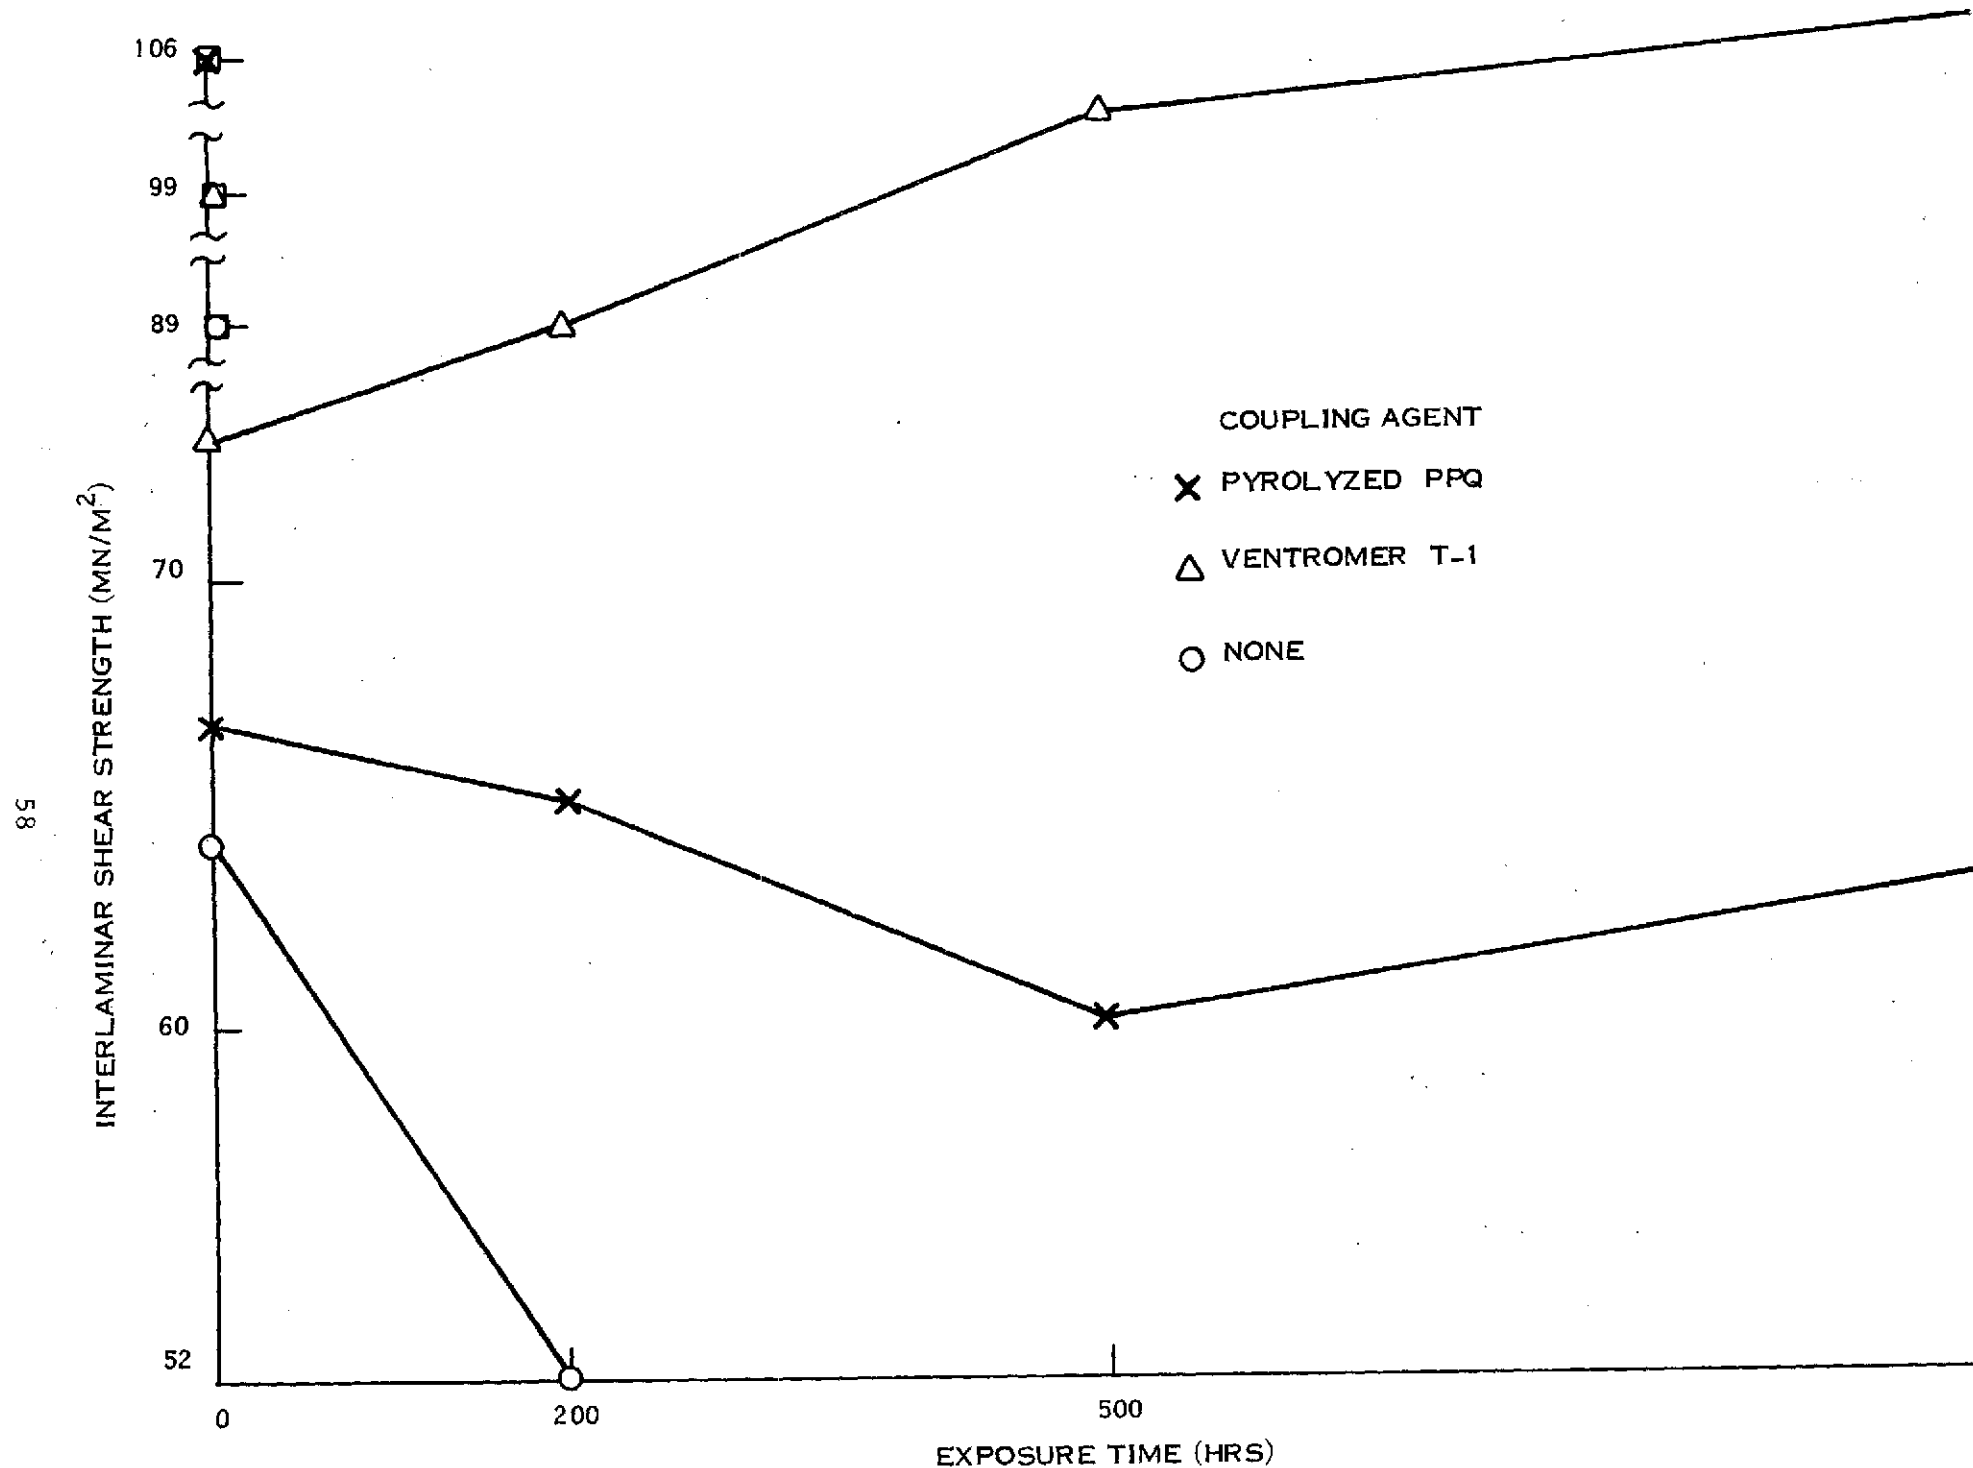 106
99
89
70
60
52
INTERLAMINAR SHEAR STRENGTH (MN/M²)
COUPLING AGENT
PYROLYZED PPQ
VENTROMER T-1
NONE
0
200
500
EXPOSURE TIME (HRS)
58